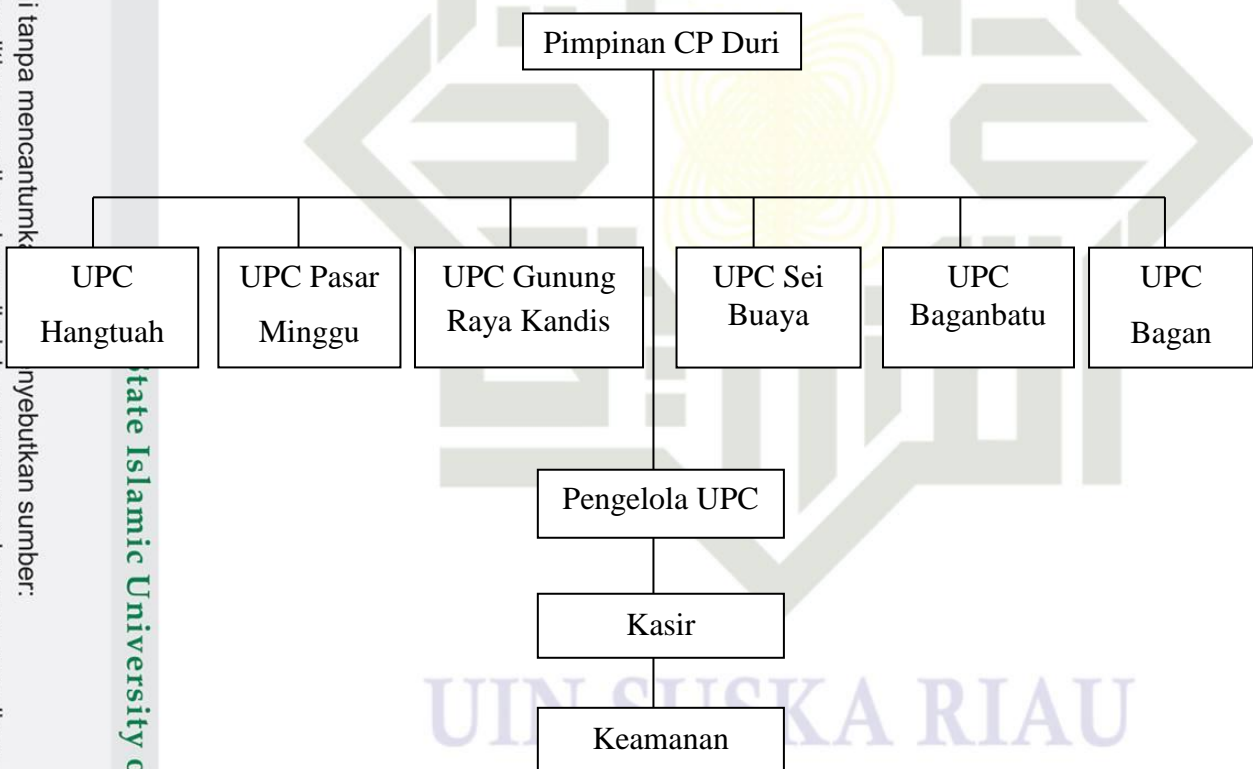 Pimpinan CP Duri
UPC
Hangtuah
UPC Pasar
Minggu
UPC Gunung
Raya Kandis
UPC Sei
Buaya
UPC
Baganbatu
UPC
Bagan
Pengelola UPC
Kasir
Keamanan
UIN SUSKA RIAU
State Islamic University
tanpa mencantumka
nyebutkan sumber: